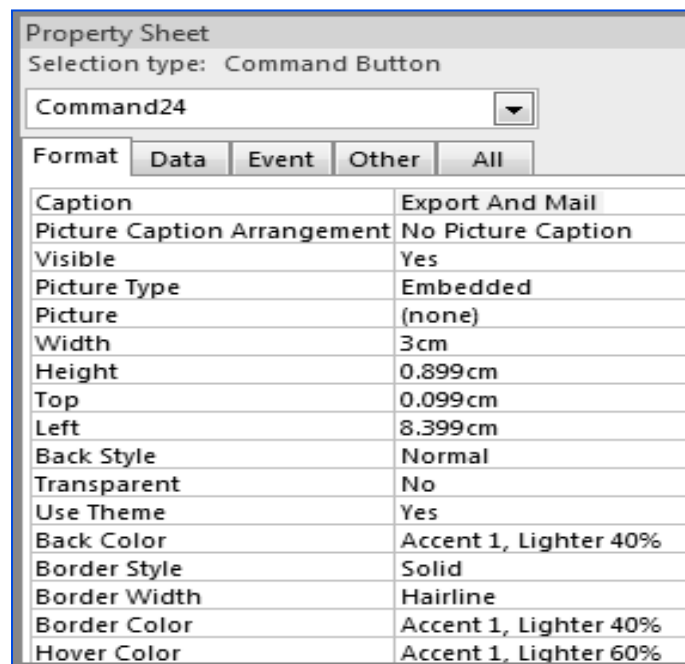 Property Sheet
Selection type: Command Button
Command24
Format Data Event Other All
Caption Export And Mail
Picture Caption Arrangement No Picture Caption
Visible Yes
Picture Type Embedded
Picture (none)
Width 3cm
Height 0.899cm
Top 0.099cm
Left 8.399cm
Back Style Normal
Transparent No
Use Theme Yes
Back Color Accent 1, Lighter 40%
Border Style Solid
Border Width Hairline
Border Color Accent 1, Lighter 40%
Hover Color Accent 1, Lighter 60%